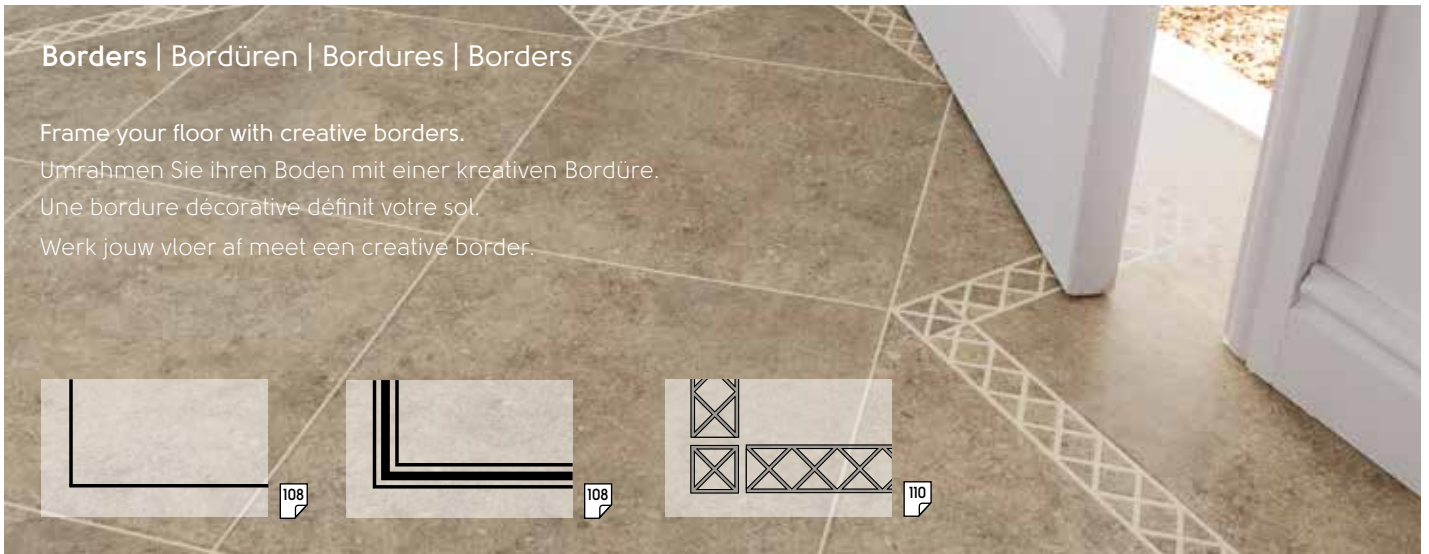 Borders | Bordüren | Bordures | Borders
Frame your floor with creative borders.
Umrahmen Sie ihren Boden mit einer kreativen Bordüre.
Une bordure décorative définit votre sol.
Werk jouw vloer af meet een creative border.
108
108
110